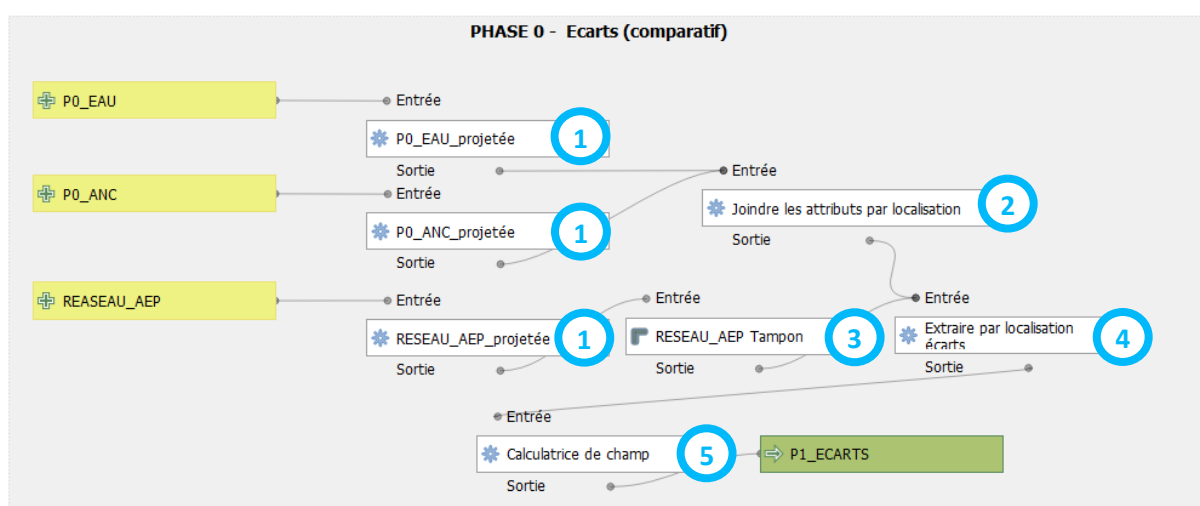 PHASE 0 - Ecarts (comparatif)
P0_EAU
Entrée
P0_EAU_projetée
1
Sortie
P0_ANC
Entrée
P0_ANC_projetée
1
Sortie
Entrée
Joindre les attributs par localisation
2
Sortie
REASEAU_AEP
Entrée
RESEAU_AEP_projetée
1
Sortie
Entrée
RESEAU_AEP Tampon
3
Sortie
Entrée
Extraire par localisation
écarts
4
Sortie
Entrée
Calculatrice de champ
5
Sortie
P1_ECARTS